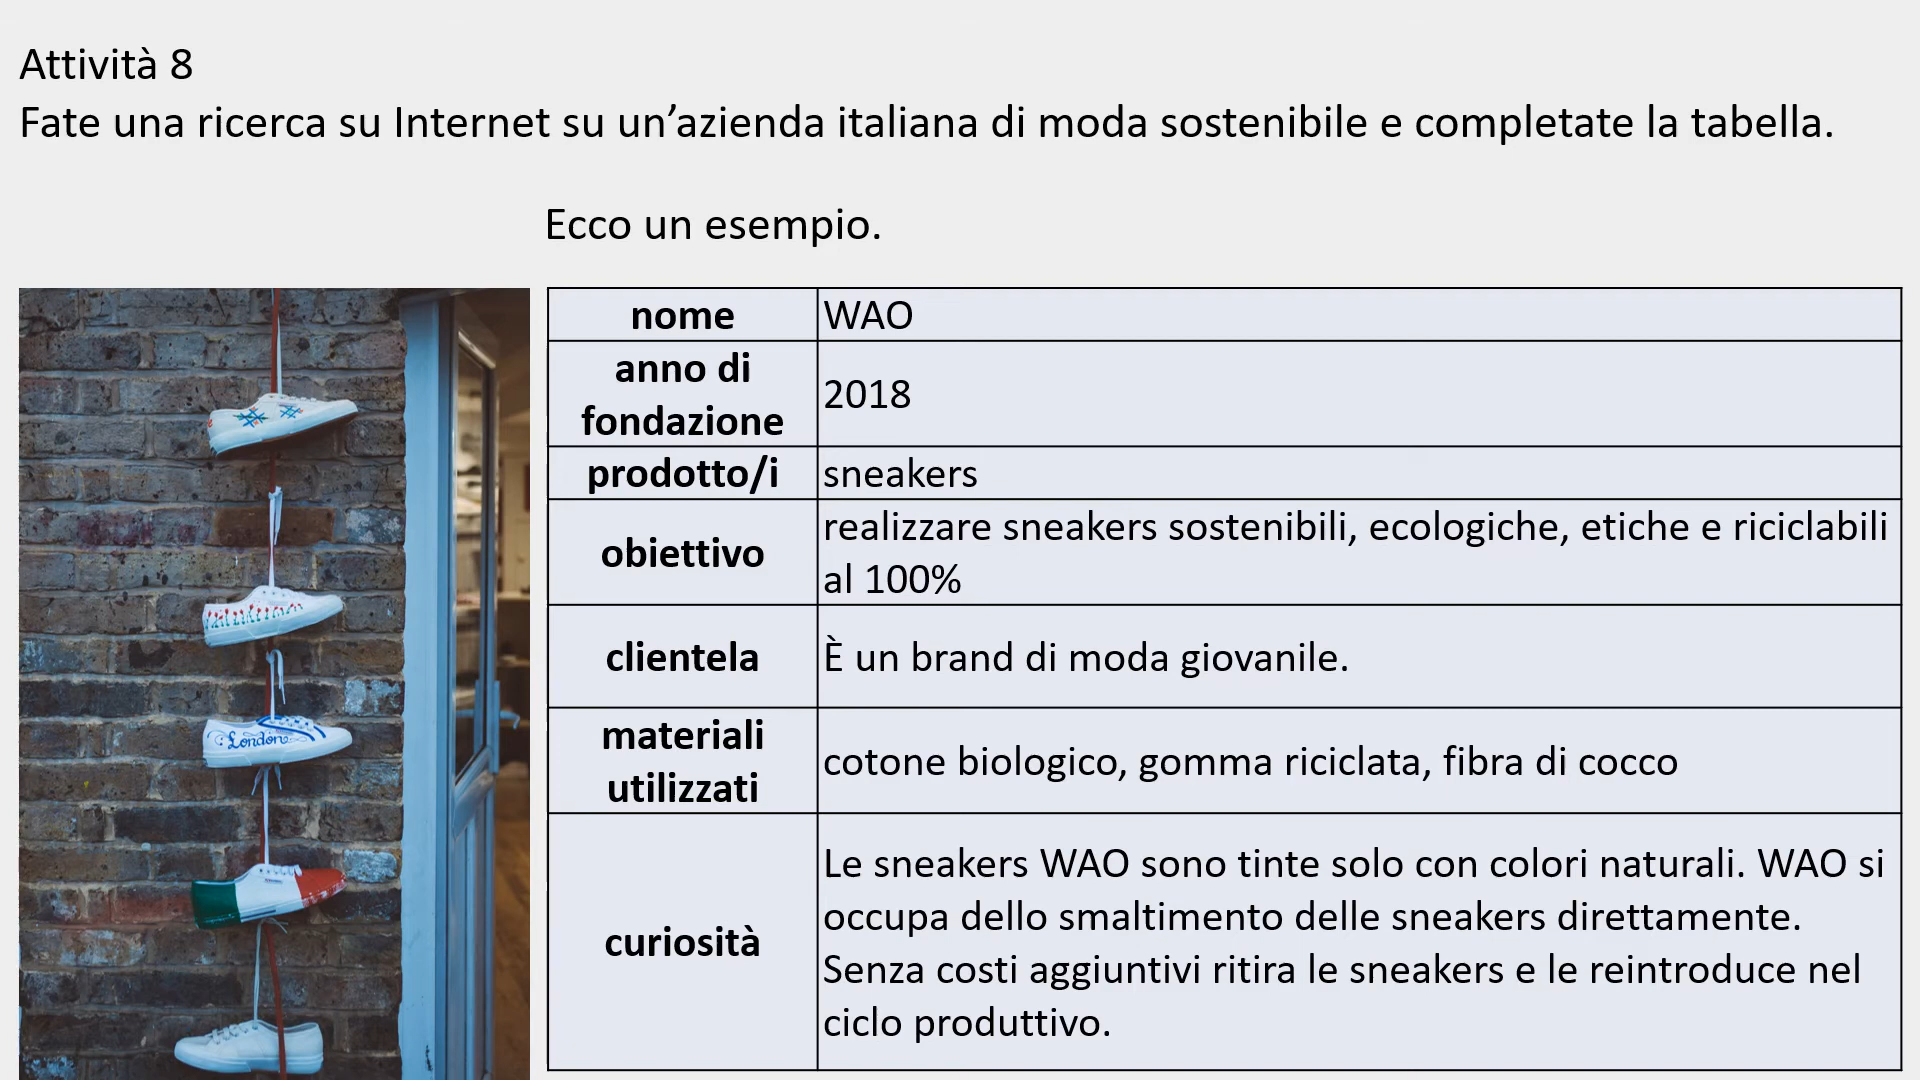 Attività 8
Fate una ricerca su Internet su un’azienda italiana di moda sostenibile e completate la tabella.
Ecco un esempio.
nome
WAO
anno di
fondazione
2018
prodotto/i
sneakers
obiettivo
realizzare sneakers sostenibili, ecologiche, etiche e riciclabili
al 100%
clientela
È un brand di moda giovanile.
materiali
utilizzati
cotone biologico, gomma riciclata, fibra di cocco
curiosità
Le sneakers WAO sono tinte solo con colori naturali. WAO si
occupa dello smaltimento delle sneakers direttamente.
Senza costi aggiuntivi ritira le sneakers e le reintroduce nel
ciclo produttivo.
London